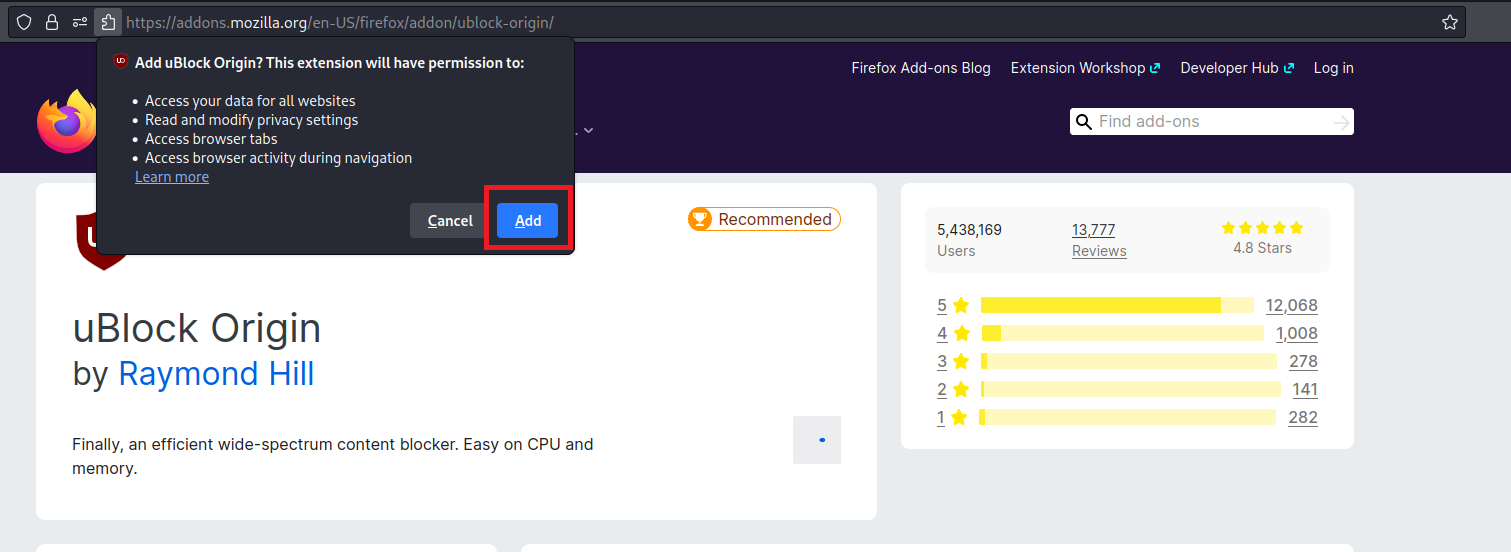 https://addons.mozilla.org/en-US/firefox/addon/ublock-origin/
Add uBlock Origin? This extension will have permission to:
• Access your data for all websites
• Read and modify privacy settings
• Access browser tabs
• Access browser activity during navigation
Learn more
Cancel Add
Firefox Add-ons Blog Extension Workshop Developer Hub Log in
Find add-ons
Recommended
uBlock Origin
by Raymond Hill
Finally, an efficient wide-spectrum content blocker. Easy on CPU and
memory.
5,438,169 13,777
Users Reviews 4.8 Stars
5 12,068
4 1,008
3 278
2 141
1 282